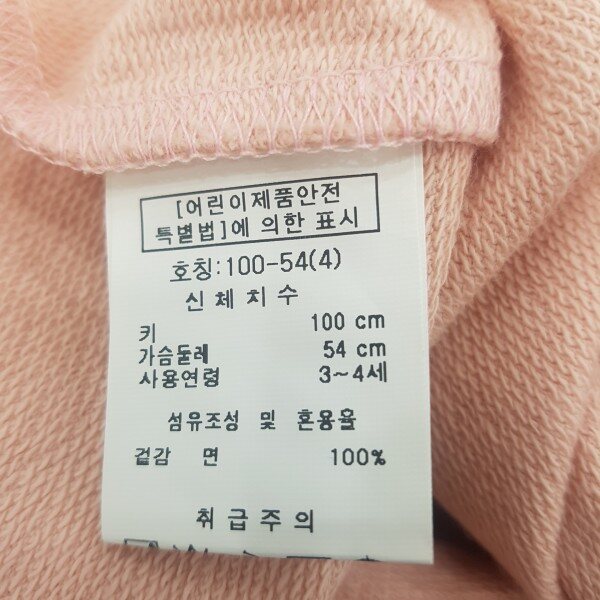 [어린이제품안전
특별법]에 의한 표시
호칭:100-54(4)
신체치수
키 100 cm
가슴둘레 54 cm
사용연령 3~4세
섬유조성 및 혼용율
겉감 면 100%
취급주의